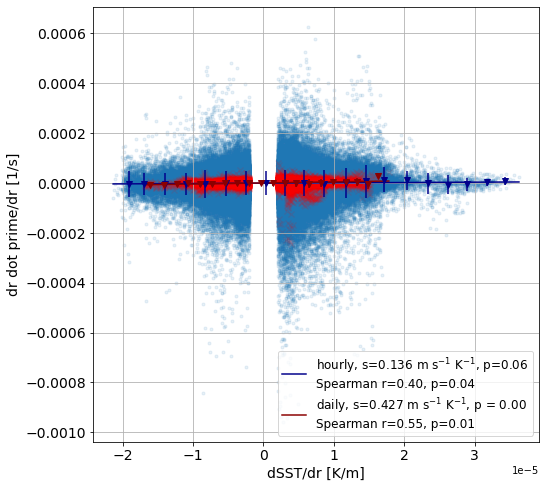 0.0006
0.0004
0.0002
0.0000
−0.0002
−0.0004
−0.0006
−0.0008
−0.0010
dr dot prime/dr [1/s]
hourly, s=0.136 m s⁻¹ K⁻¹, p=0.06
Spearman r=0.40, p=0.04
daily, s=0.427 m s⁻¹ K⁻¹, p = 0.00
Spearman r=0.55, p=0.01
−2 −1 0 1 2 3
1e−5
dSST/dr [K/m]